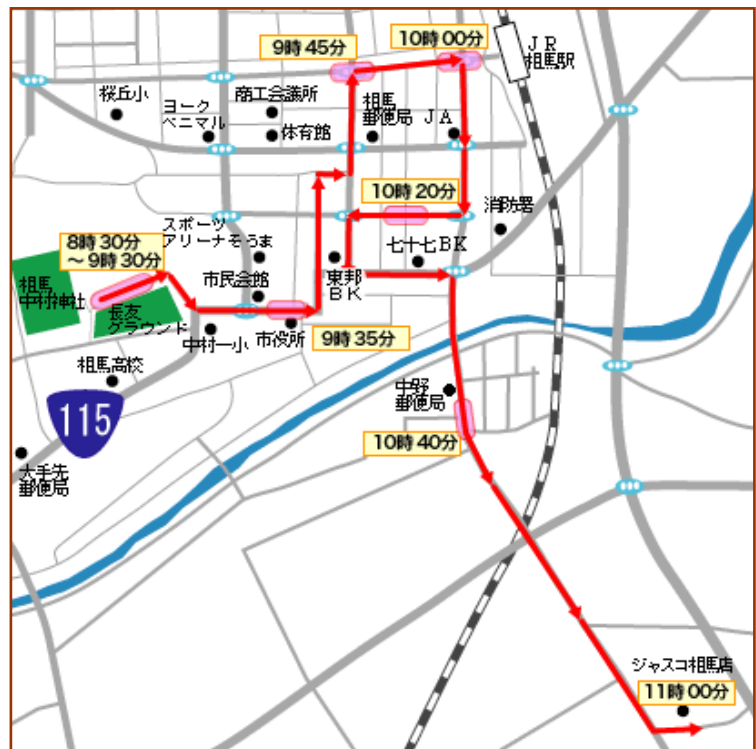 9時 45分
10時 00分
JR
相馬駅
桜丘小
ヨーク
ベニマル
商工会議所
体育館
相馬
郵便局
JA
10時 20分
消防署
スポーツ
アリーナそうま
七十七BK
8時 30分
～ 9時 30分
市民会館
東邦
BK
相馬
中村神社
長友
グラウンド
中村一小
市役所
9時 35分
相馬高校
115
中野
郵便局
10時 40分
大手先
郵便局
ジャスコ相馬店
11時 00分